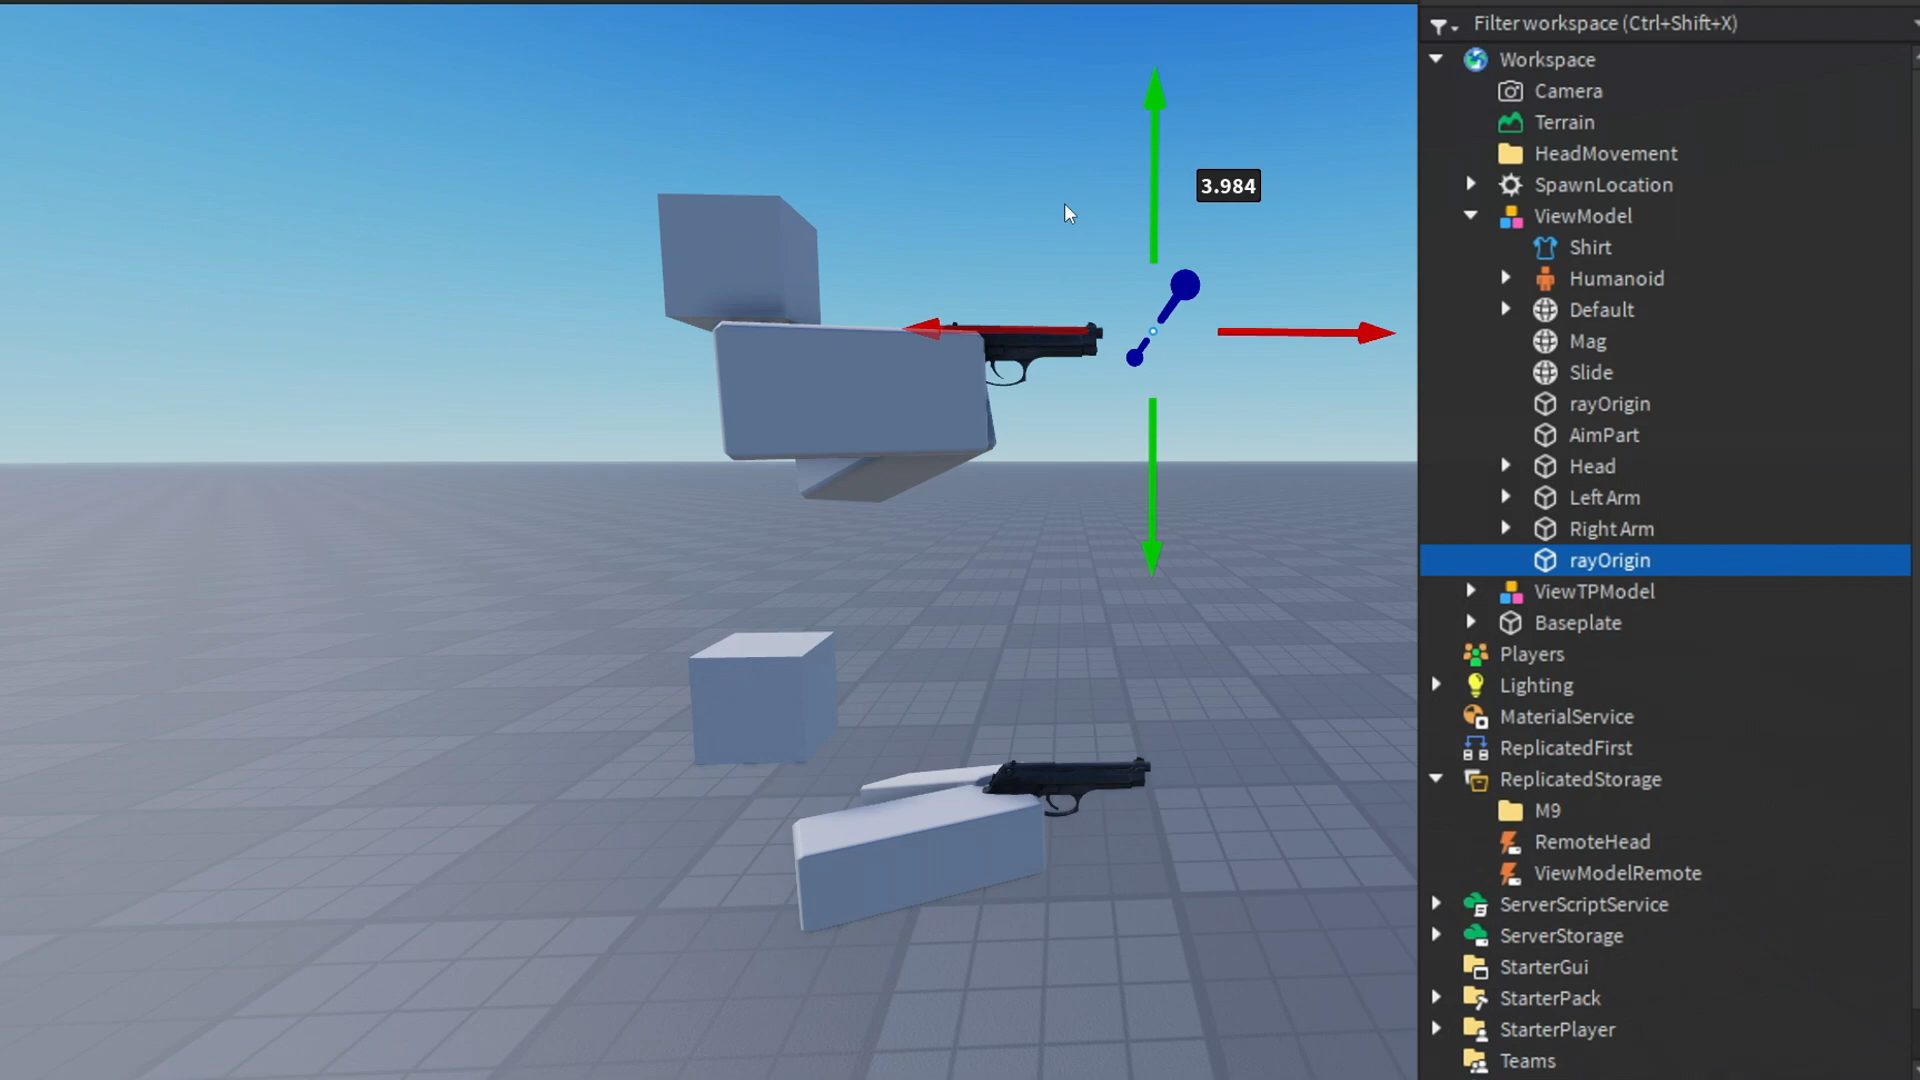 Filter workspace (Ctrl+Shift+X)
Workspace
Camera
Terrain
HeadMovement
SpawnLocation
ViewModel
Shirt
Humanoid
Default
Mag
Slide
rayOrigin
AimPart
Head
Left Arm
Right Arm
rayOrigin
ViewTPModel
Baseplate
Players
Lighting
MaterialService
ReplicatedFirst
ReplicatedStorage
M9
RemoteHead
ViewModelRemote
ServerScriptService
ServerStorage
StarterGui
StarterPack
StarterPlayer
Teams
3.984